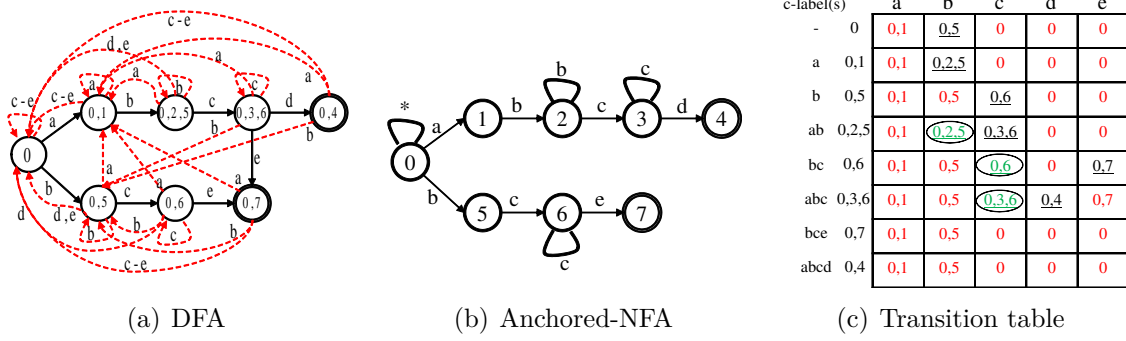 c-label(s) a b c d e
- 0 0,1 0,5 0 0 0
a 0,1 0,1 0,2,5 0 0 0
b 0,5 0,1 0,5 0,6 0 0
ab 0,2,5 0,1 0,2,5 0,3,6 0 0
bc 0,6 0,1 0,5 0,6 0 0,7
abc 0,3,6 0,1 0,5 0,3,6 0,4 0,7
bce 0,7 0,1 0,5 0 0 0
abcd 0,4 0,1 0,5 0 0 0
c-e
d,e
a
a
a a b c
c-e c-e a
0,1 b 0,2,5 c 0,3,6 d 0,4
b b
0 a e
b a a a
0,5 c 0,6 e 0,7
d d,e b b c b
c-e
* b c
0 a 1 b 2 c 3 d 4
b 5 c 6 e 7
c
(a) DFA
(b) Anchored-NFA
(c) Transition table